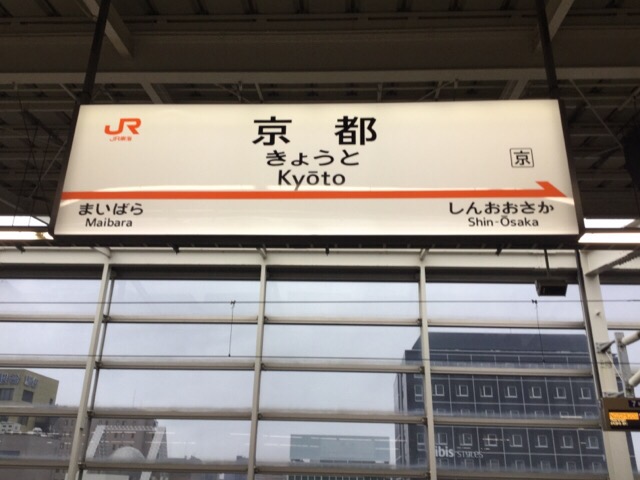 JR
JR東海
京都
きょうと
Kyōto
京
まいばら
Maibara
しんおおさか
Shin-Ōsaka
ibis STYLES